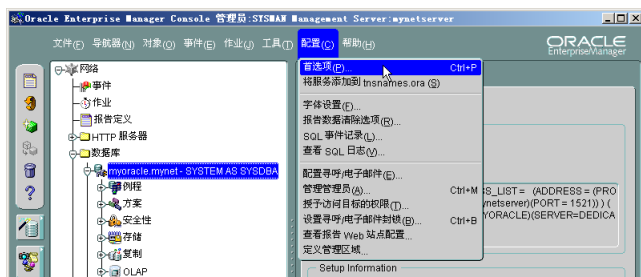 Oracle Enterprise Manager Console 管理员:SYSMAN Management Server:mynetserver
文件(F) 导航器(N) 对象(O) 事件(E) 作业(J) 工具(T) 配置(C) 帮助(H)
ORACLE
EnterpriseManager
首选项(P)... Ctrl+P
将服务添加到 tnsnames.ora (S)
字体设置(F)...
报告数据清除选项(R)...
SQL 事件记录(L)...
查看 SQL 日志(V)...
配置寻呼/电子邮件(E)...
管理管理员(A)... Ctrl+M
授予访问目标的权限(T)...
设置寻呼/电子邮件封锁(B)... Ctrl+B
查看报告 Web 站点配置...
定义管理区域...
网络
事件
作业
报告定义
HTTP 服务器
数据库
myoracle.mynet - SYSTEM AS SYSDBA
例程
方案
安全性
存储
复制
OLAP
S_LIST = (ADDRESS = (PRO
ynetserver)(PORT = 1521))) (
YORACLE)(SERVER=DEDICA
Setup Information